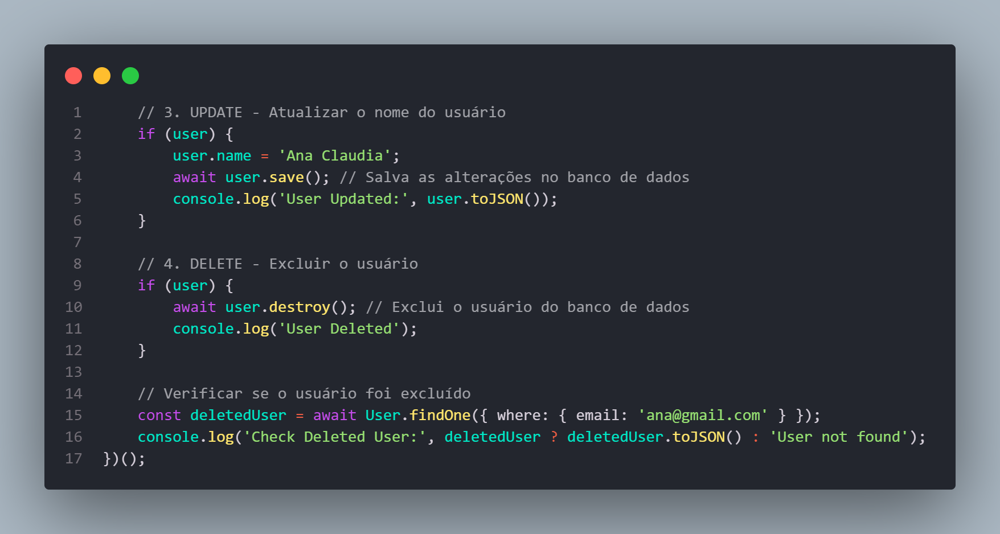 1 // 3. UPDATE - Atualizar o nome do usuário
2 if (user) {
3 user.name = 'Ana Claudia';
4 await user.save(); // Salva as alterações no banco de dados
5 console.log('User Updated:', user.toJSON());
6 }
7
8 // 4. DELETE - Excluir o usuário
9 if (user) {
10 await user.destroy(); // Exclui o usuário do banco de dados
11 console.log('User Deleted');
12 }
13
14 // Verificar se o usuário foi excluído
15 const deletedUser = await User.findOne({ where: { email: 'ana@gmail.com' } });
16 console.log('Check Deleted User:', deletedUser ? deletedUser.toJSON() : 'User not found');
17 })();